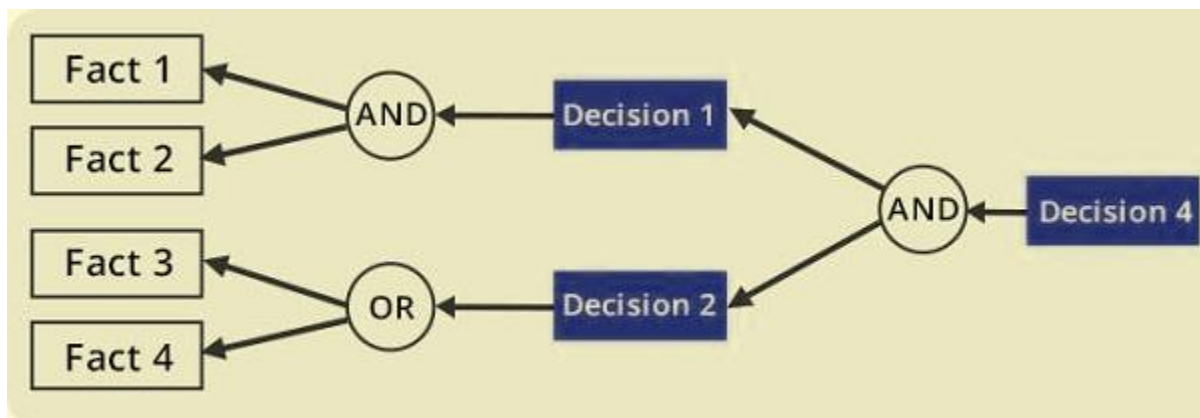 Fact 1
Fact 2
AND
Decision 1
AND
Decision 4
Fact 3
Fact 4
OR
Decision 2